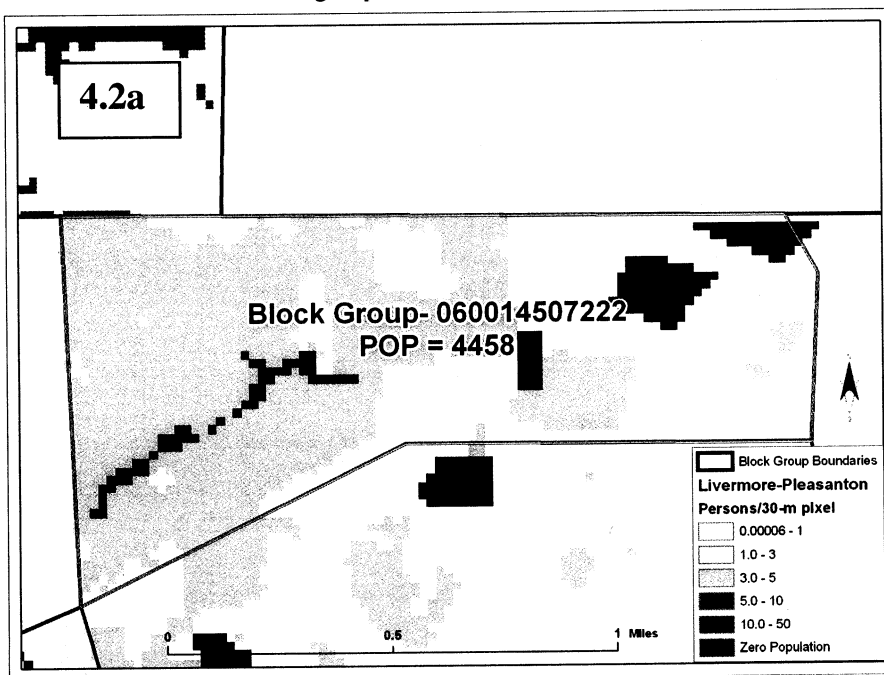 4.2a
Block Group- 060014507222
POP = 4458
Block Group Boundaries
Livermore-Pleasanton
Persons/30-m pixel
0.00006 - 1
1.0 - 3
3.0 - 5
5.0 - 10
10.0 - 50
Zero Population
0 0.5 1 Miles